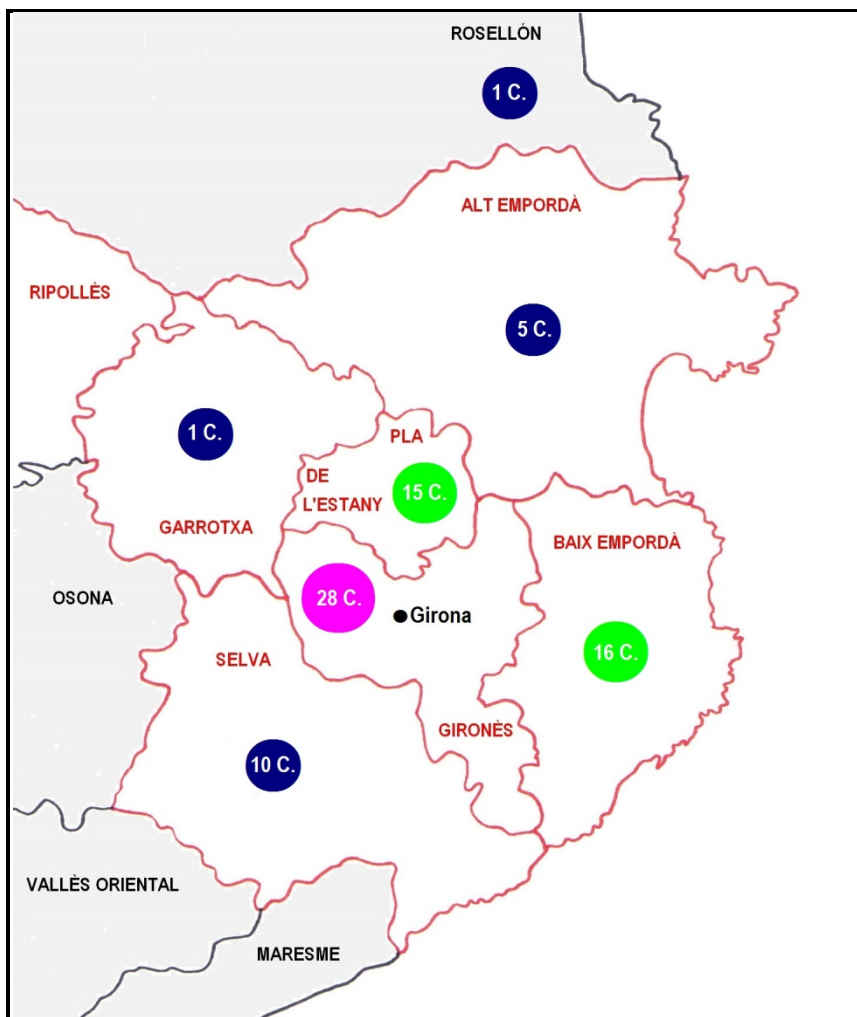 ROSELLÓN
1 C.
ALT EMPORDÀ
RIPOLLÈS
5 C.
1 C.
PLA
DE
L'ESTANY
15 C.
GARROTXA
BAIX EMPORDÀ
OSONA
28 C.
Girona
SELVA
16 C.
GIRONÈS
10 C.
VALLÈS ORIENTAL
MARESME